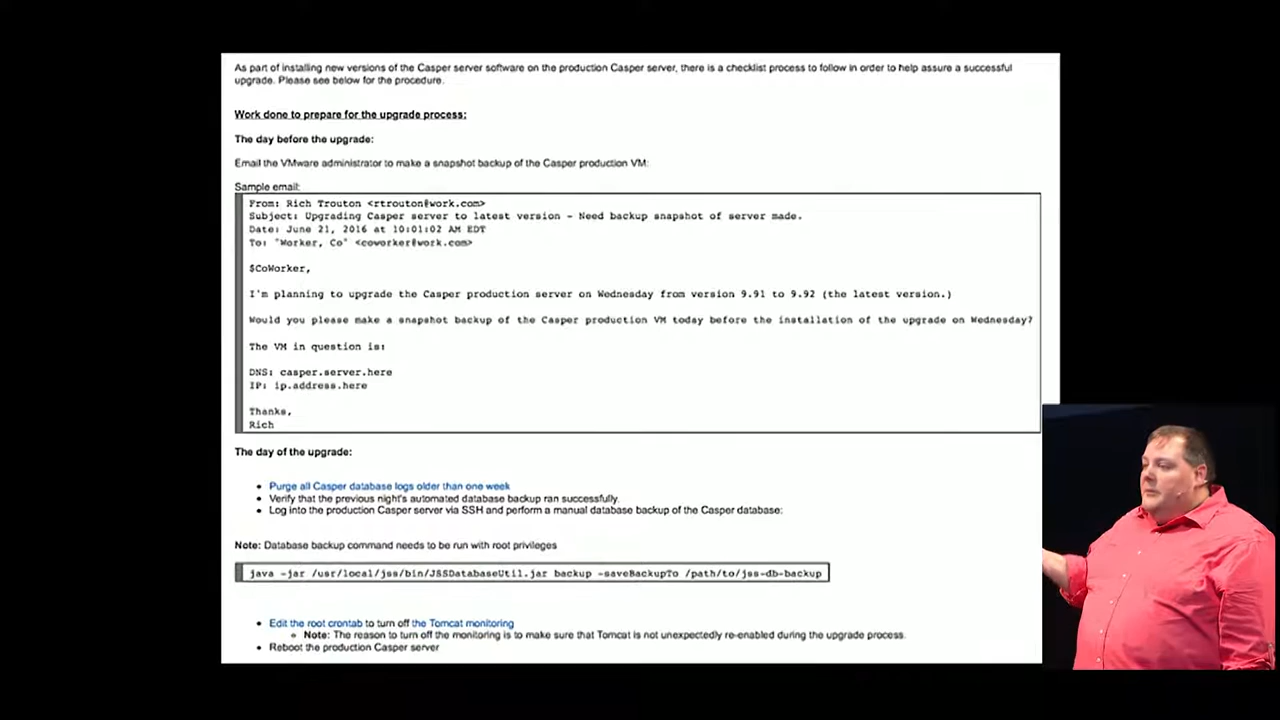 As part of installing new versions of the Casper server software on the production Casper server, there is a checklist process to follow in order to help assure a successful
upgrade. Please see below for the procedure.
Work done to prepare for the upgrade process:
The day before the upgrade:
Email the VMware administrator to make a snapshot backup of the Casper production VM:
Sample email:
From: Rich Trouton <rtrouton@work.com>
Subject: Upgrading Casper server to latest version - Need backup snapshot of server made.
Date: June 21, 2016 at 10:01:02 AM EDT
To: "Worker, Co" <coworker@work.com>
$CoWorker,
I'm planning to upgrade the Casper production server on Wednesday from version 9.91 to 9.92 (the latest version.)
Would you please make a snapshot backup of the Casper production VM today before the installation of the upgrade on Wednesday?
The VM in question is:
DNS: casper.server.here
IP: ip.address.here
Thanks,
Rich
The day of the upgrade:
• Purge all Casper database logs older than one week
• Verify that the previous night's automated database backup ran successfully.
• Log into the production Casper server via SSH and perform a manual database backup of the Casper database:
Note: Database backup command needs to be run with root privileges
java -jar /usr/local/jss/bin/JSSDatabaseUtil.jar backup -saveBackupTo /path/to/jss-db-backup
• Edit the root crontab to turn off the Tomcat monitoring
○ Note: The reason to turn off the monitoring is to make sure that Tomcat is not unexpectedly re-enabled during the upgrade process.
• Reboot the production Casper server